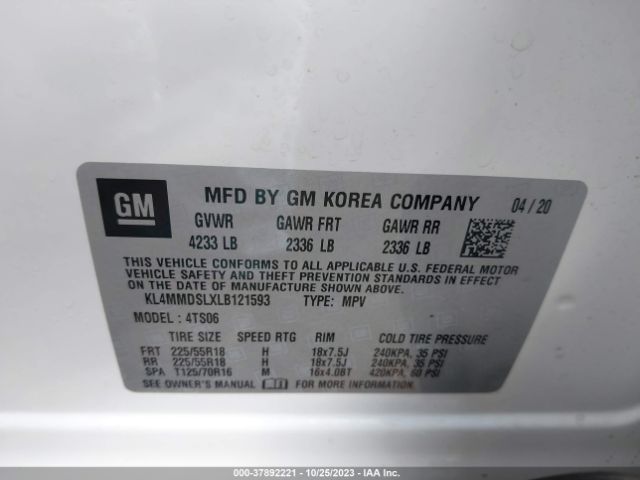 GM MFD BY GM KOREA COMPANY 04 / 20
GVWR GAWR FRT GAWR RR
4233 LB 2336 LB 2336 LB
THIS VEHICLE CONFORMS TO ALL APPLICABLE U.S. FEDERAL MOTOR
VEHICLE SAFETY AND THEFT PREVENTION STANDARDS IN EFFECT
ON THE DATE OF MANUFACTURE SHOWN ABOVE.
KL4MMDSLXLB121593 TYPE: MPV
MODEL : 4TS06
TIRE SIZE SPEED RTG RIM COLD TIRE PRESSURE
FRT 225/55R18 H 18x7.5J 240KPA, 35 PSI
RR 225/55R18 H 18x7.5J 240KPA, 35 PSI
SPA T125/70R16 M 16x4.0BT 420KPA, 60 PSI
SEE OWNER'S MANUAL FOR MORE INFORMATION.
000-37892221 - 10/25/2023 - IAA Inc.